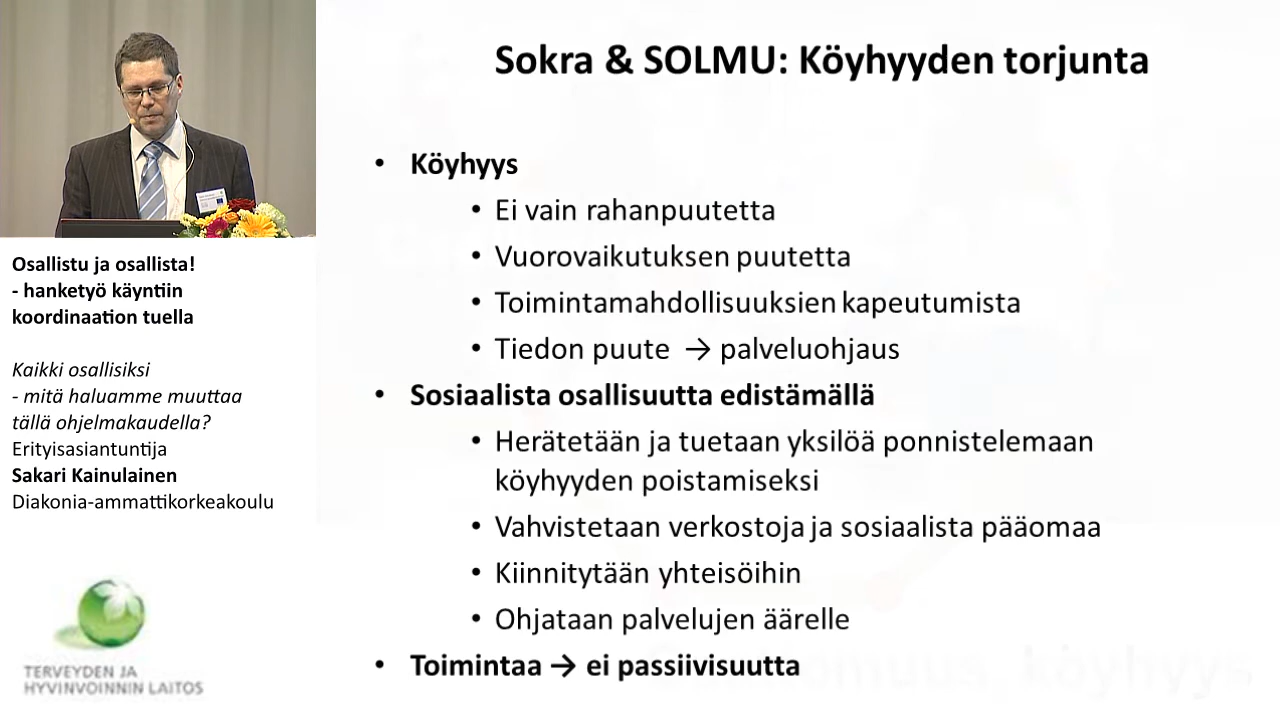 Sokra & SOLMU: Köyhyyden torjunta
• Köyhyys
• Ei vain rahanpuutetta
• Vuorovaikutuksen puutetta
• Toimintamahdollisuuksien kapeutumista
• Tiedon puute → palveluohjaus
• Sosiaalista osallisuutta edistämällä
• Herätetään ja tuetaan yksilöä ponnistelemaan
köyhyyden poistamiseksi
• Vahvistetaan verkostoja ja sosiaalista pääomaa
• Kiinnitytään yhteisöihin
• Ohjataan palvelujen äärelle
• Toimintaa → ei passiivisuutta
Osallistu ja osallista!
- hanketyö käyntiin
koordinaation tuella
Kaikki osallisiksi
- mitä haluamme muuttaa
tällä ohjelmakaudella?
Erityisasiantuntija
Sakari Kainulainen
Diakonia-ammattikorkeakoulu
TERVEYDEN JA
HYVINVOINNIN LAITOS
köyhyys